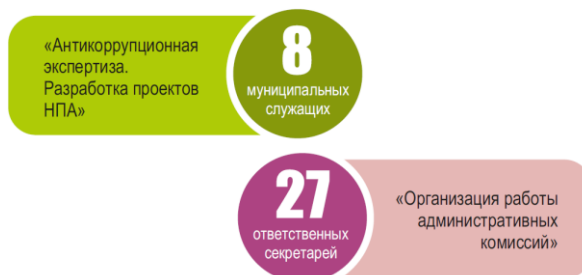 «Антикоррупционная
экспертиза.
Разработка проектов
НПА»
8
муниципальных
служащих
27
ответственных
секретарей
«Организация работы
административных
комиссий»